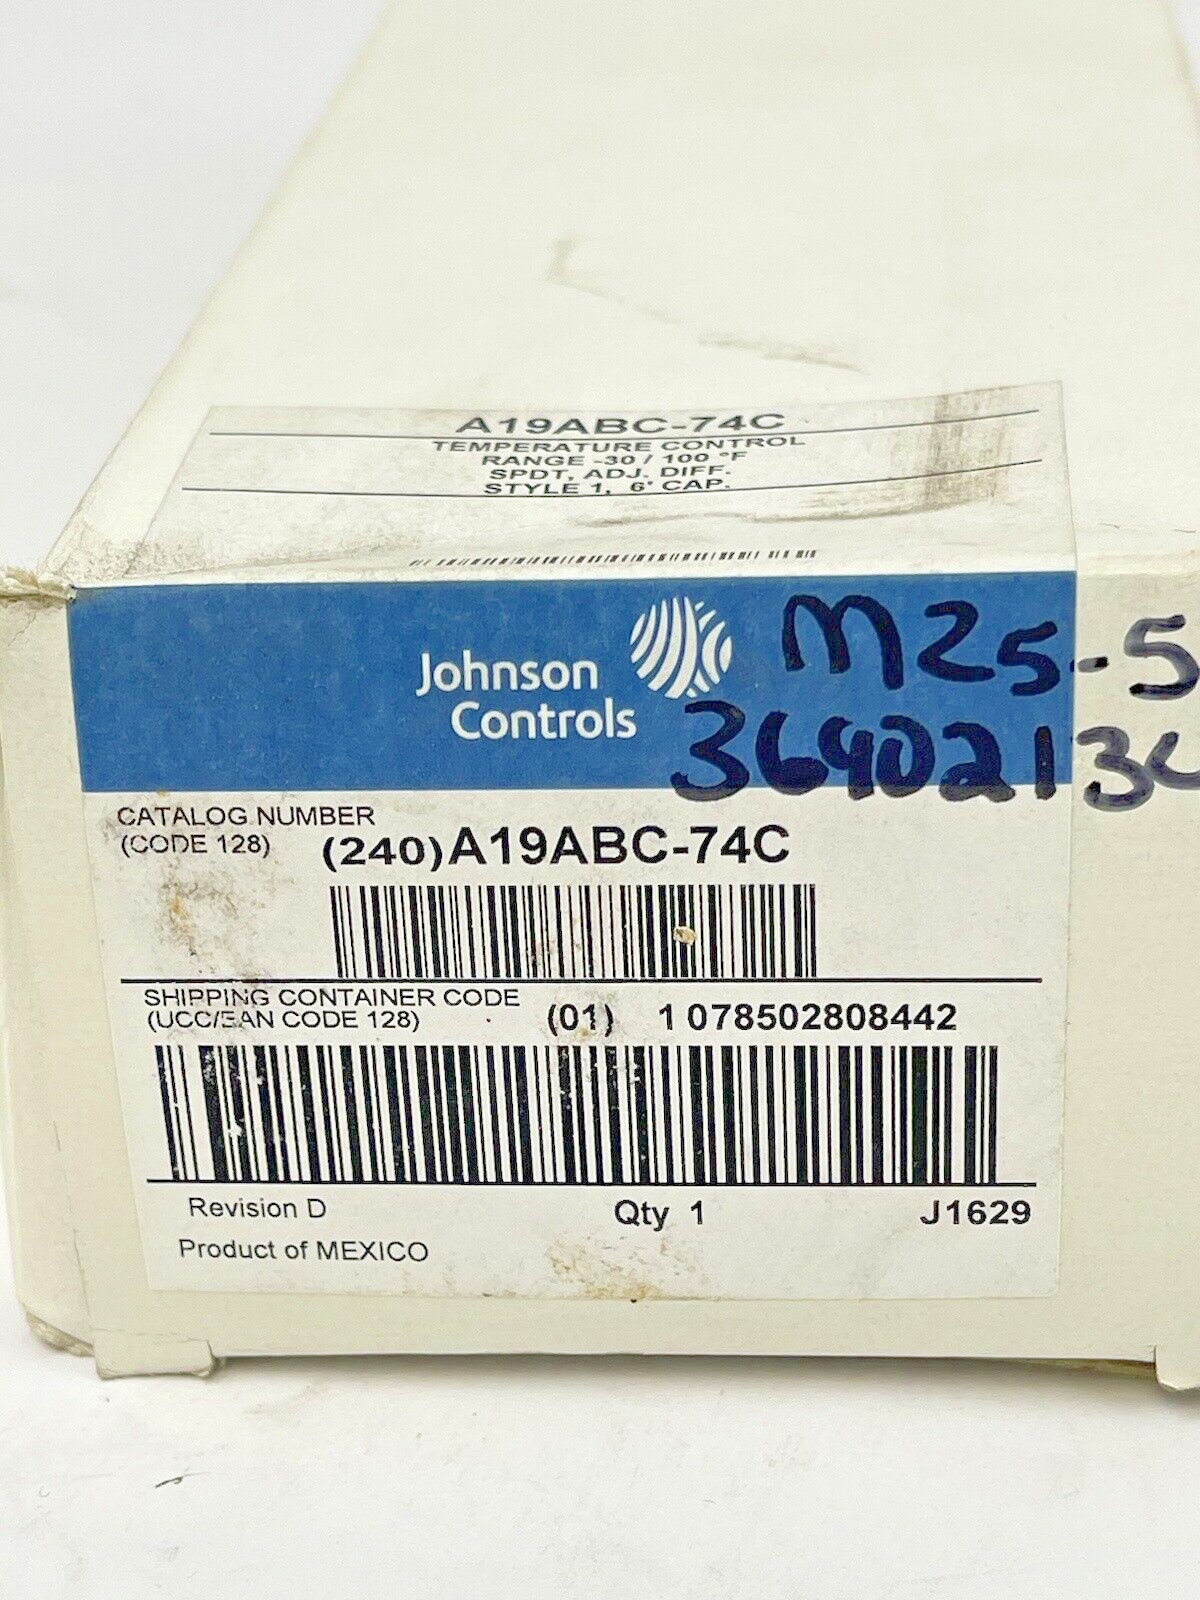 A19ABC-74C
TEMPERATURE CONTROL
RANGE -30 / 100 °F
SPDT, ADJ. DIFF.
STYLE 1, 6' CAP.
Johnson
Controls
M25-5
CATALOG NUMBER
(CODE 128)
(240)A19ABC-74C
SHIPPING CONTAINER CODE
(UCC/EAN CODE 128)
(01) 1 078502808442
Revision D
Qty 1
J1629
Product of MEXICO